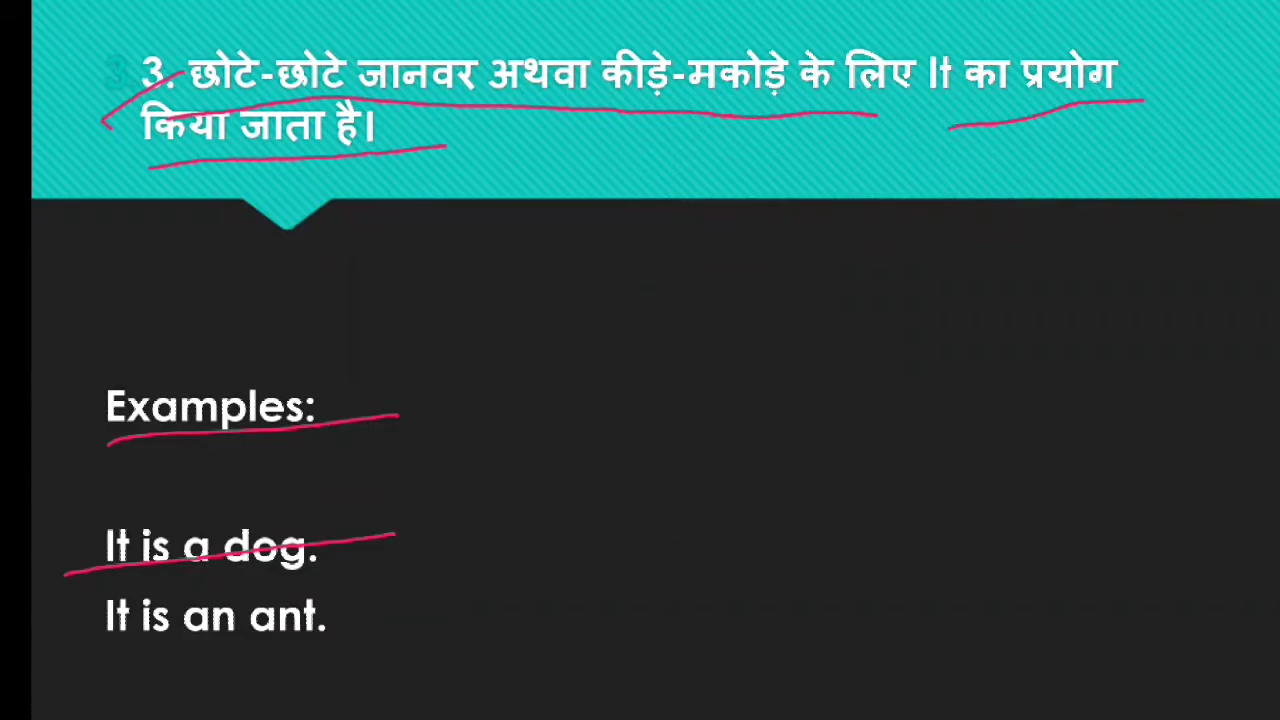 3. छोटे-छोटे जानवर अथवा कीड़े-मकोड़े के लिए It का प्रयोग
किया जाता है।
Examples:
It is a dog.
It is an ant.